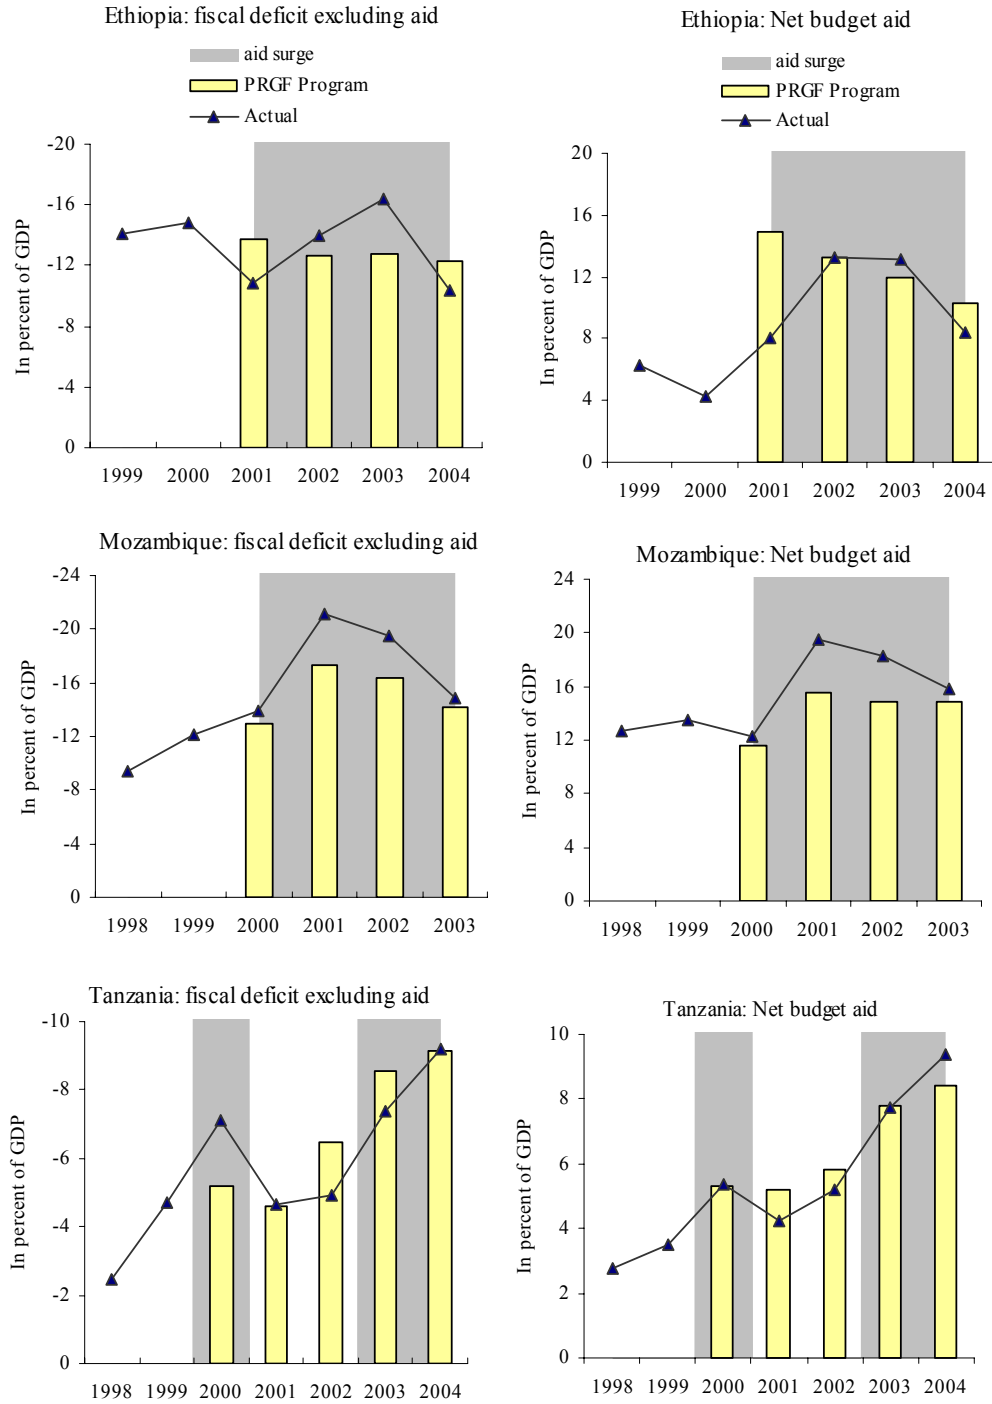 Ethiopia: fiscal deficit excluding aid
aid surge
PRGF Program
Actual
In percent of GDP
-20
-16
-12
-8
-4
0
1999 2000 2001 2002 2003 2004
Ethiopia: Net budget aid
aid surge
PRGF Program
Actual
In percent of GDP
20
16
12
8
4
0
1999 2000 2001 2002 2003 2004
Mozambique: fiscal deficit excluding aid
In percent of GDP
-24
-20
-16
-12
-8
-4
0
1998 1999 2000 2001 2002 2003
Mozambique: Net budget aid
In percent of GDP
24
20
16
12
8
4
0
1998 1999 2000 2001 2002 2003
Tanzania: fiscal deficit excluding aid
In percent of GDP
-10
-8
-6
-4
-2
0
1998 1999 2000 2001 2002 2003 2004
Tanzania: Net budget aid
In percent of GDP
10
8
6
4
2
0
1998 1999 2000 2001 2002 2003 2004